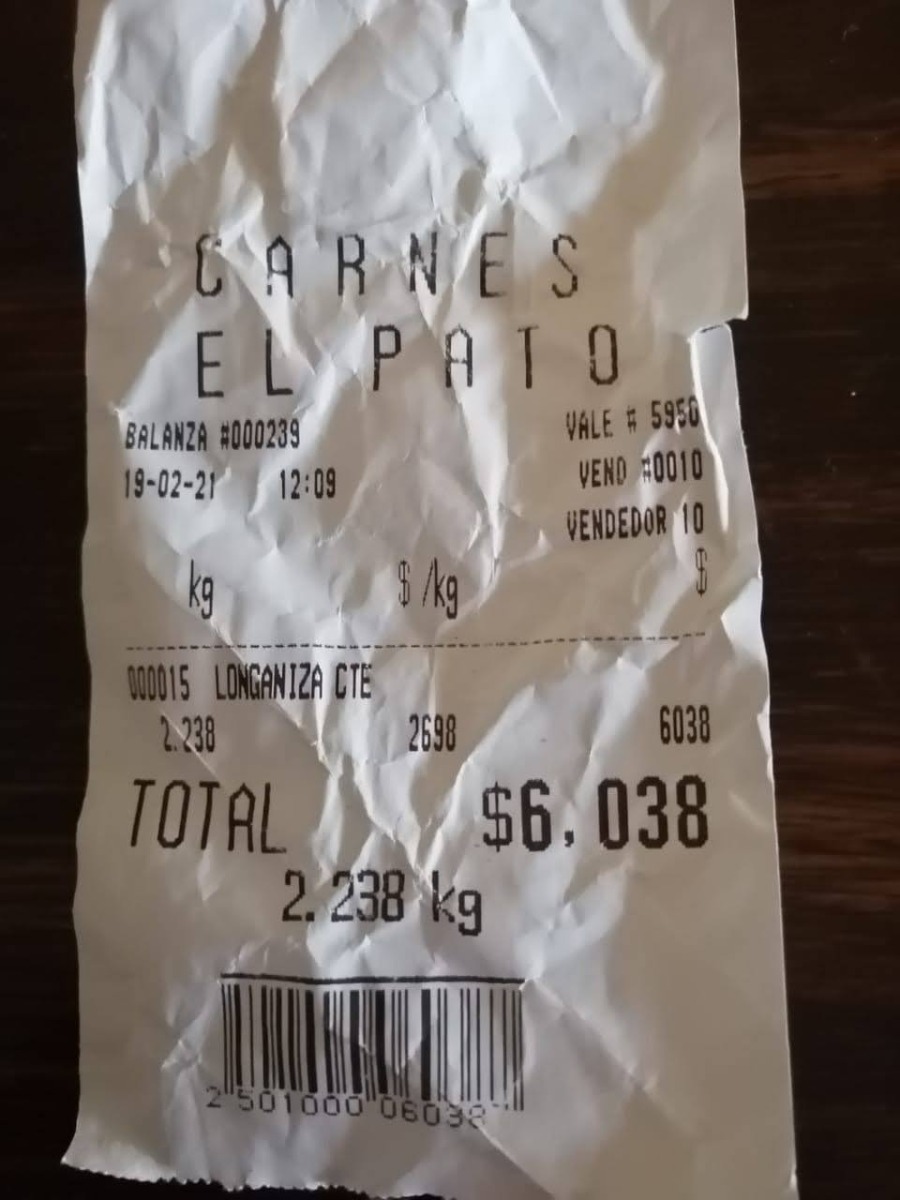 CARNES
EL PATO
BALANZA #000239 VALE # 5950
19-02-21 12:09 VEND #0010
VENDEDOR 10
kg $/kg $
000015 LONGANIZA CTE
2.238 2698 6038
TOTAL $6,038
2.238 kg
2 501000 06038